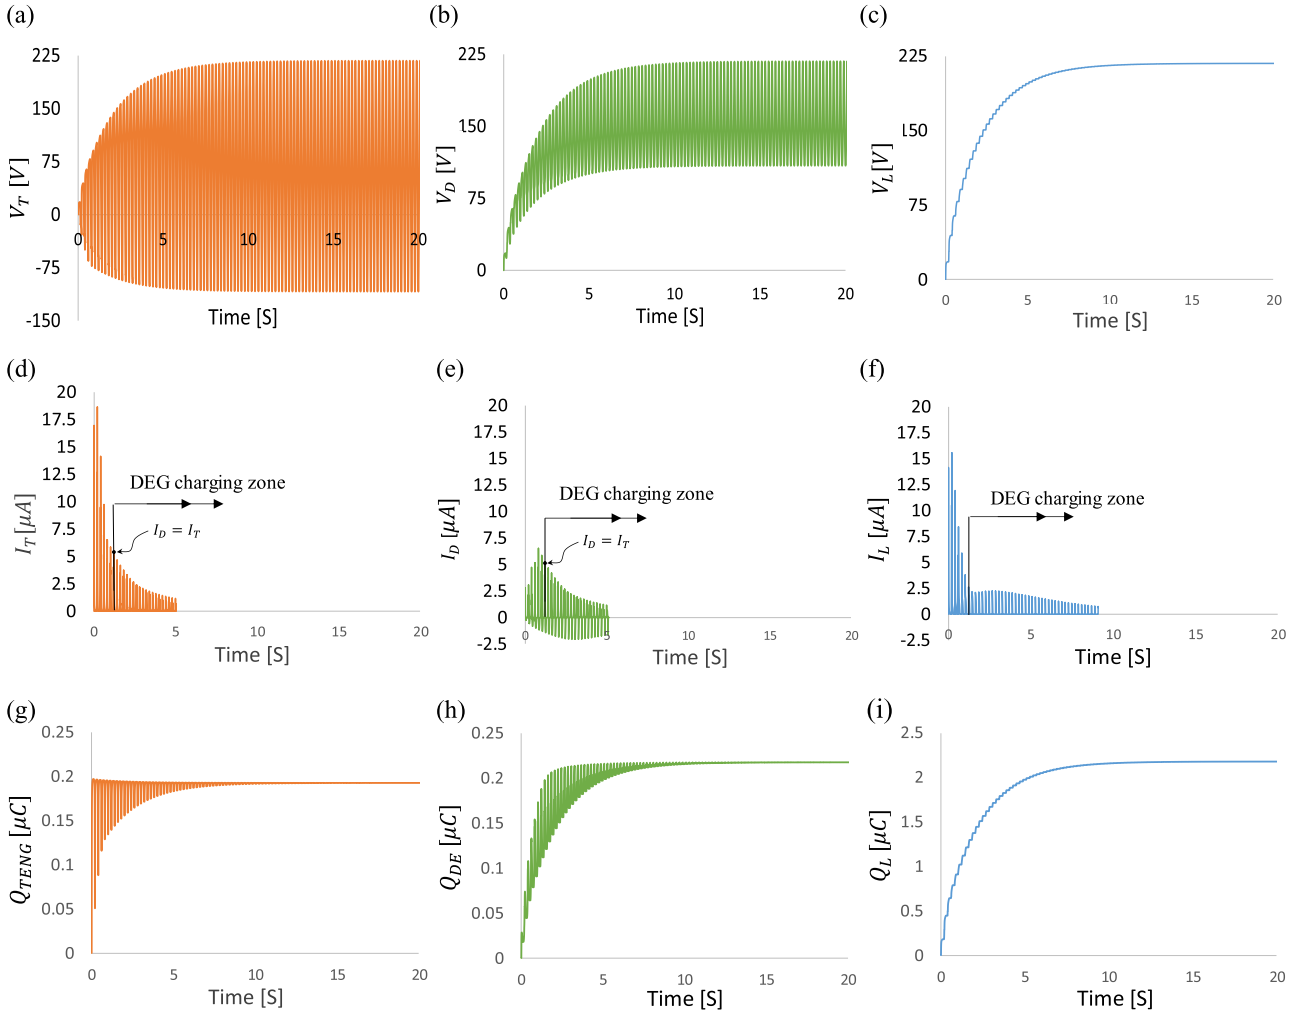 (a)
225
150
75
0
-75
-150
V_T [V]
0 5 10 15 20
Time [S]
(b)
225
150
75
0
V_D [V]
0 5 10 15 20
Time [S]
(c)
225
150
75
0
V_L [V]
0 5 10 15 20
Time [S]
(d)
20
17.5
15
12.5
10
7.5
5
2.5
0
I_T [μA]
DEG charging zone
I_D = I_T
0 5 10 15 20
Time [S]
(e)
20
17.5
15
12.5
10
7.5
5
2.5
0
-2.5
I_D [μA]
DEG charging zone
I_D = I_T
0 5 10 15 20
Time [S]
(f)
20
17.5
15
12.5
10
7.5
5
2.5
0
-2.5
I_L [μA]
DEG charging zone
0 5 10 15 20
Time [S]
(g)
0.25
0.2
0.15
0.1
0.05
0
Q_TENG [μC]
0 5 10 15 20
Time [S]
(h)
0.25
0.2
0.15
0.1
0.05
0
Q_DE [μC]
0 5 10 15 20
Time [S]
(i)
2.5
2
1.5
1
0.5
0
Q_L [μC]
0 5 10 15 20
Time [S]